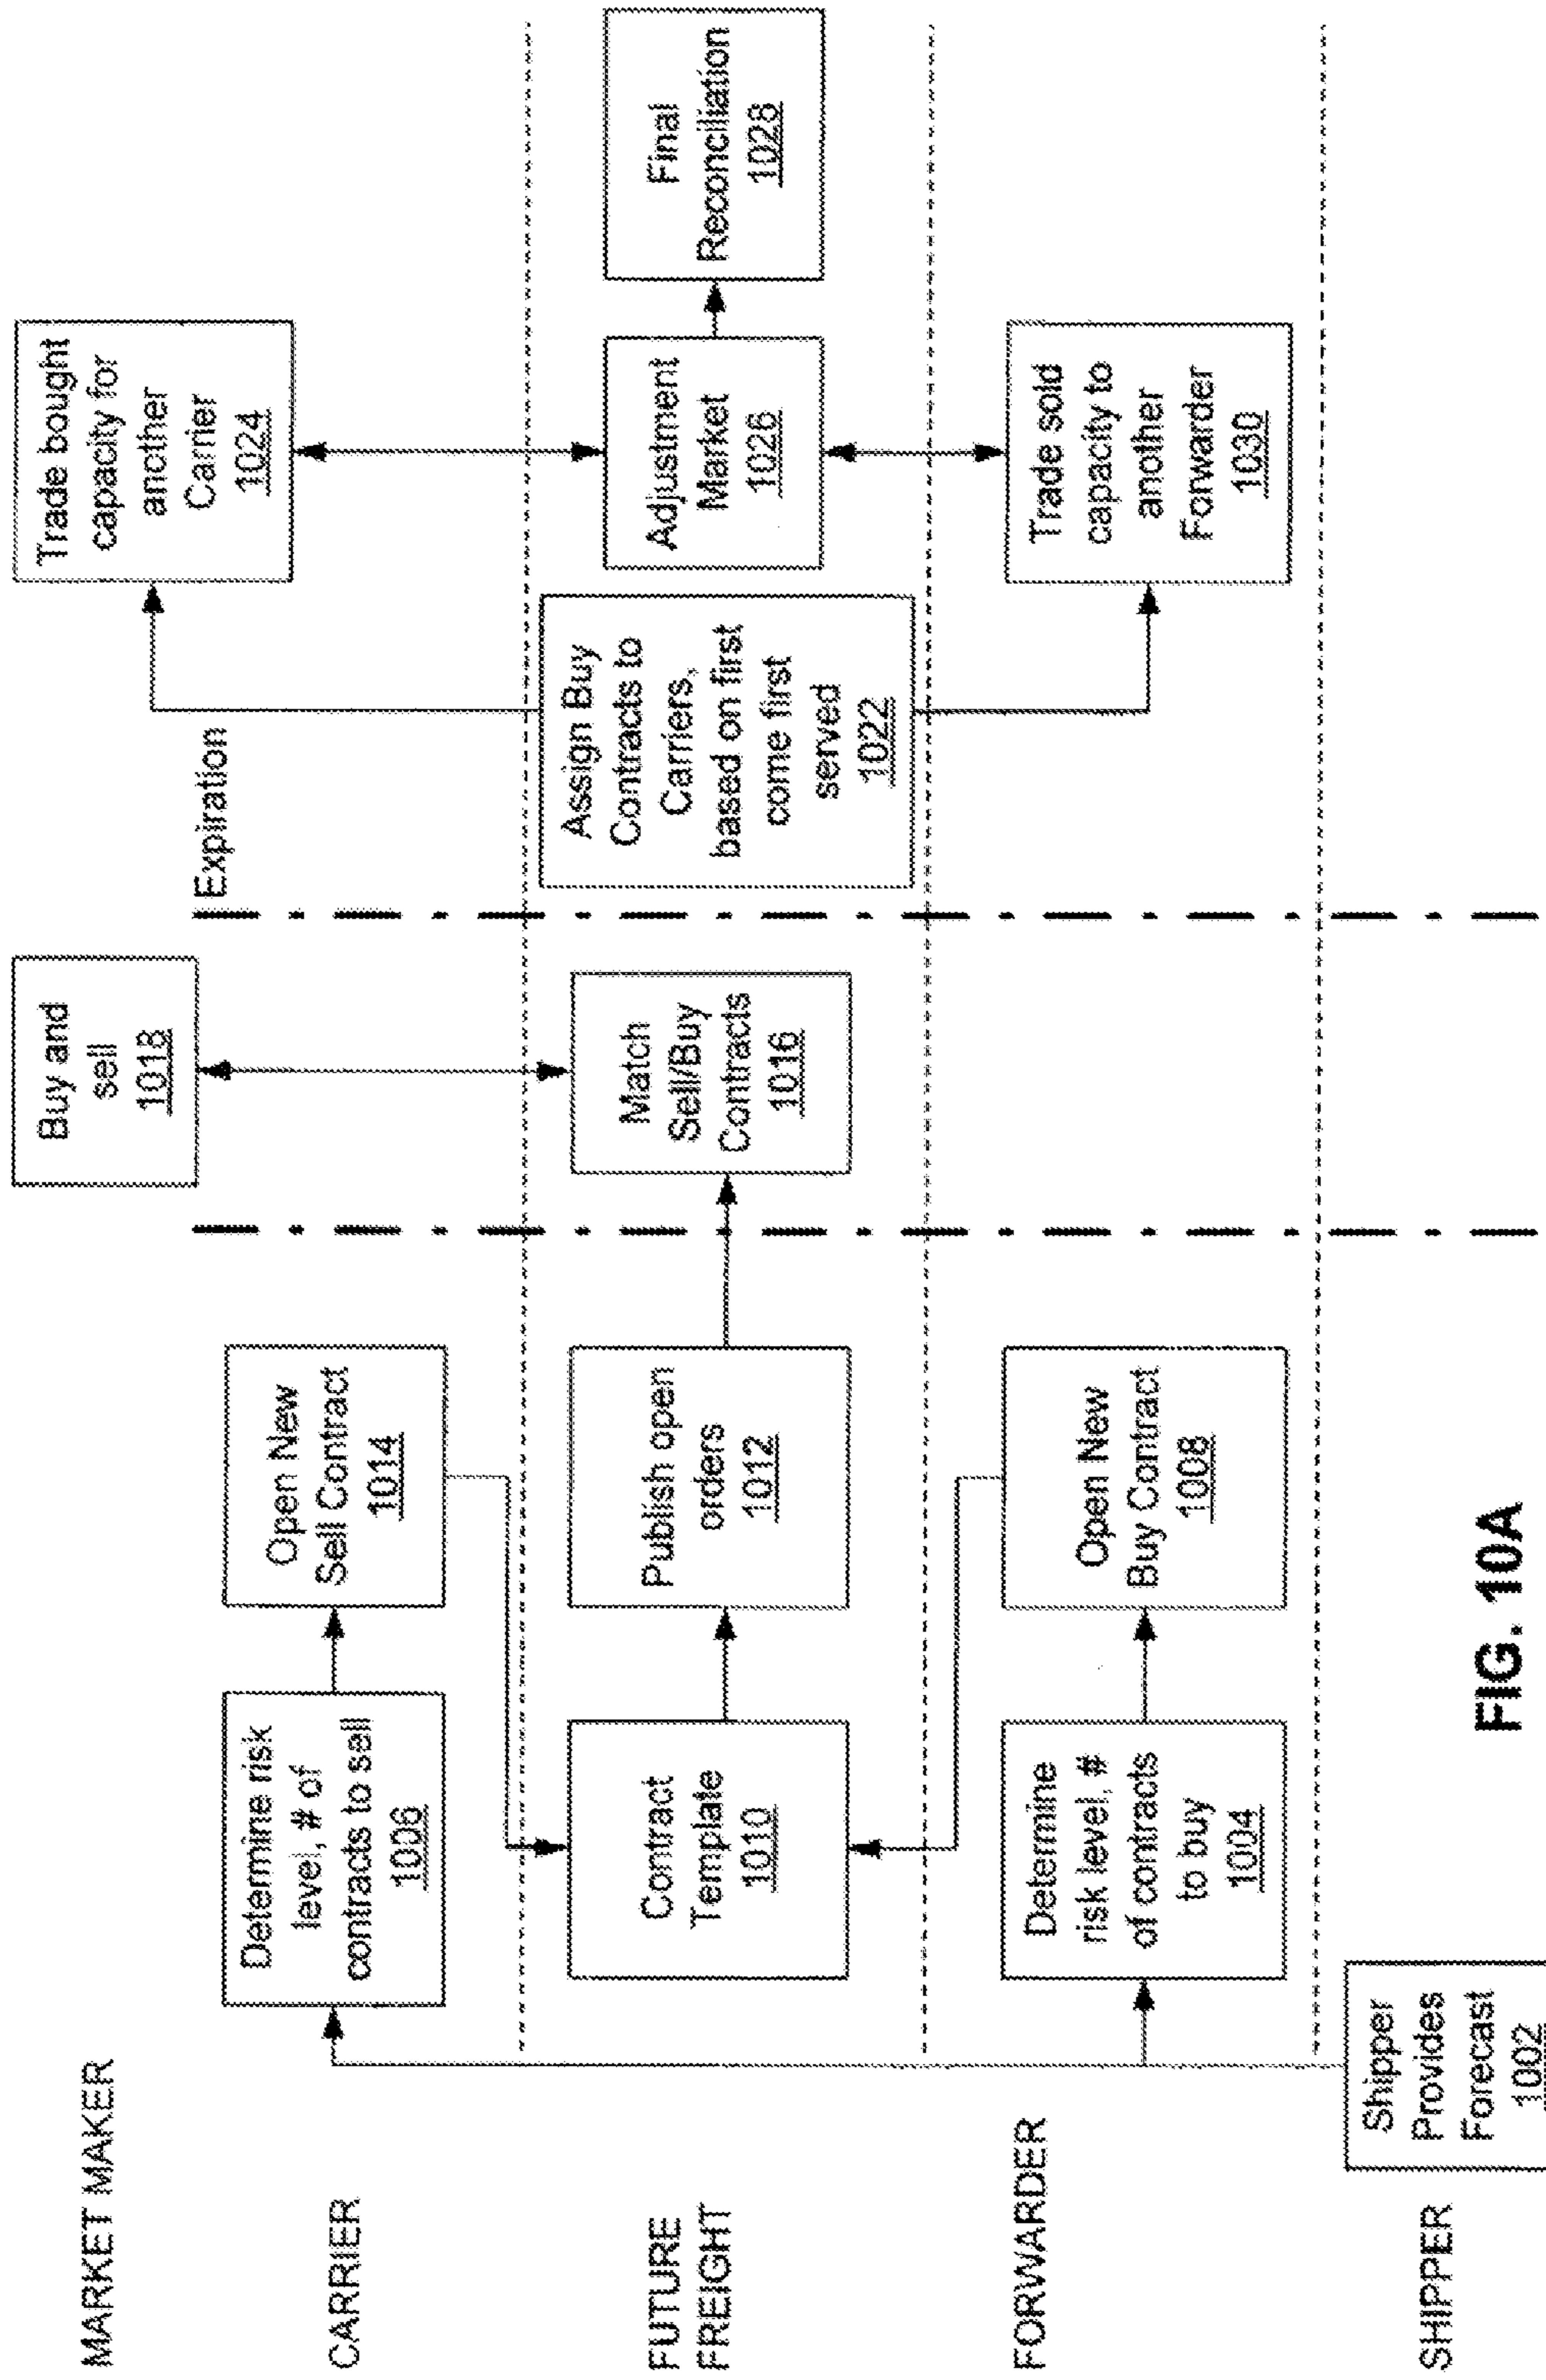 MARKET MAKER
Buy and
sell
1018
Trade bought
capacity for
another
Carrier
1024
Expiration
CARRIER
Determine risk
level, # of
contracts to sell
1006
Open New
Sell Contract
1014
FUTURE
FREIGHT
Contract
Template
1010
Publish open
orders
1012
Match
Sell/Buy
Contracts
1016
Assign Buy
Contracts to
Carriers,
based on first
come first
served
1022
Adjustment
Market
1026
Final
Reconciliation
1028
FORWARDER
Determine
risk level, #
of contracts
to buy
1004
Open New
Buy Contract
1008
Trade sold
capacity to
another
Forwarder
1030
SHIPPER
Shipper
Provides
Forecast
1002
FIG. 10A